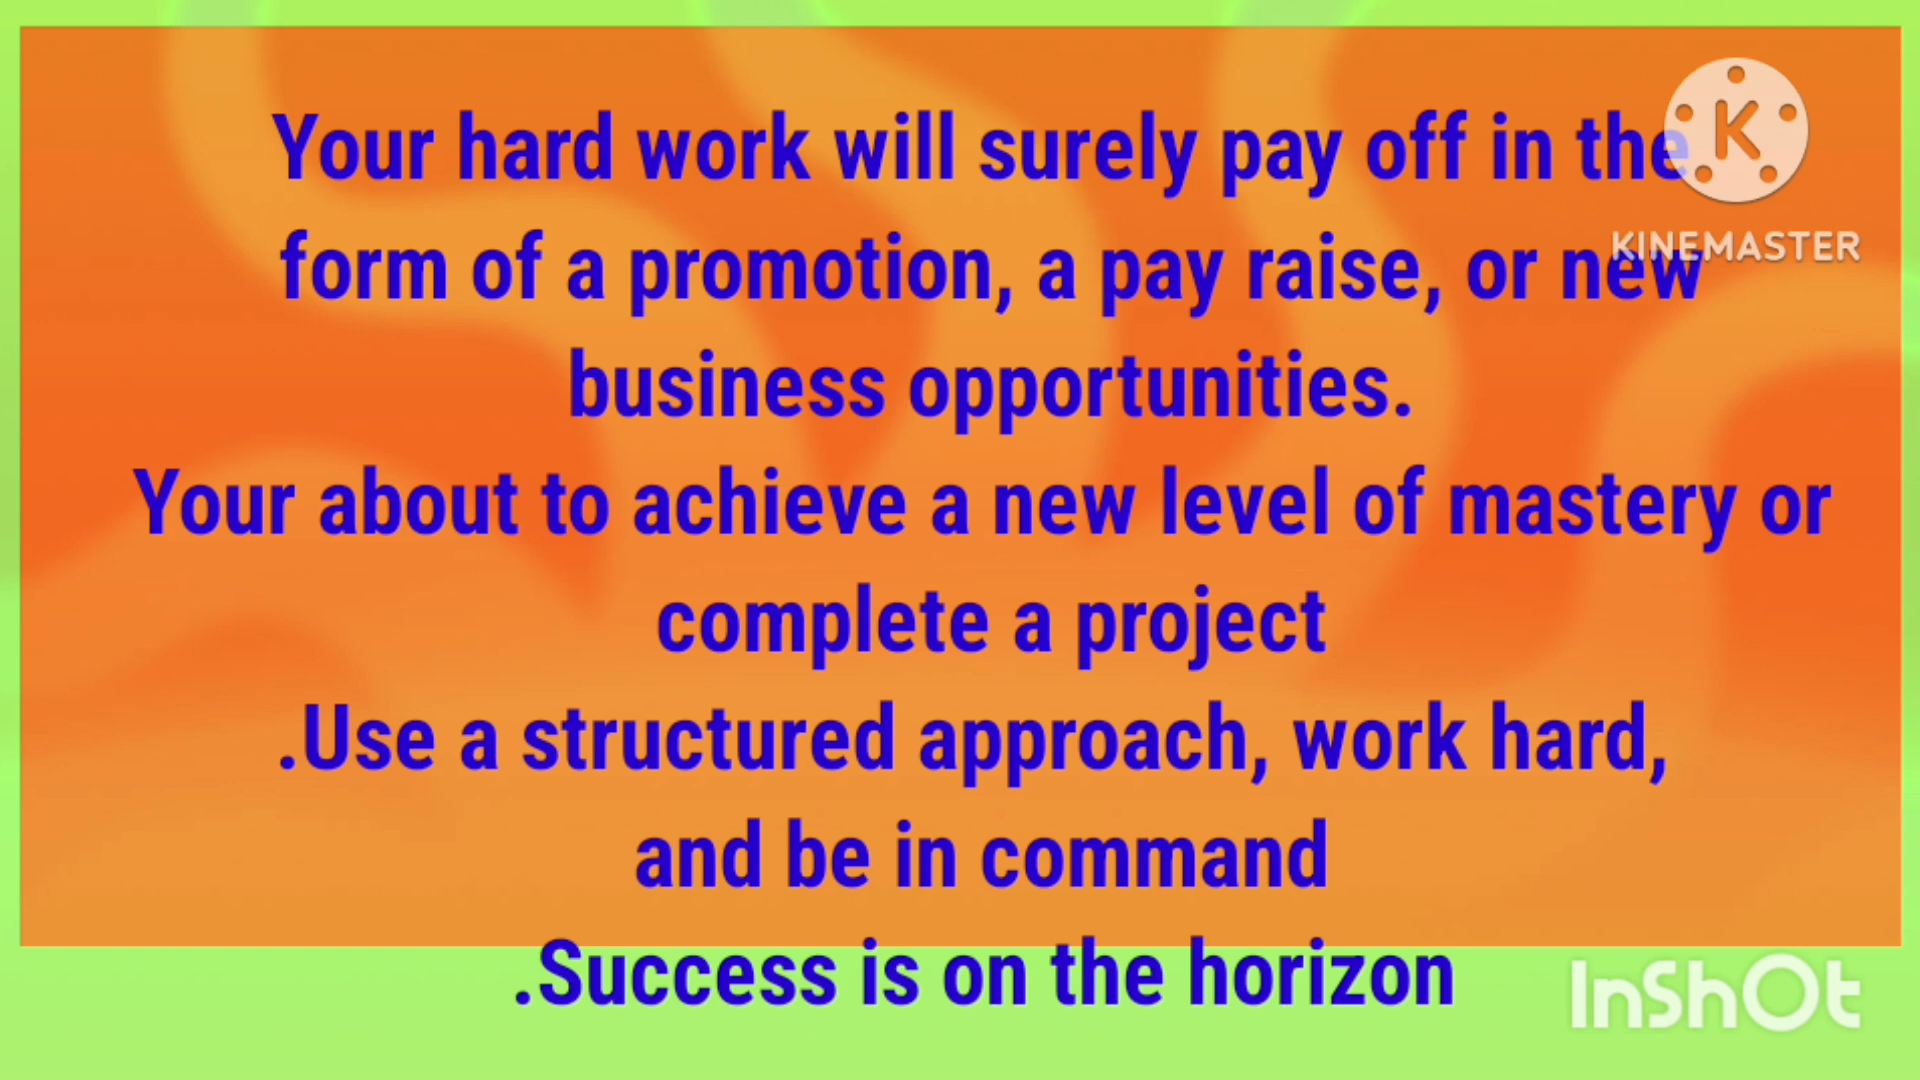 Your hard work will surely pay off in the
form of a promotion, a pay raise, or new
business opportunities.
Your about to achieve a new level of mastery or
complete a project
.Use a structured approach, work hard,
and be in command
.Success is on the horizon
K
KINEMASTER
InShOt